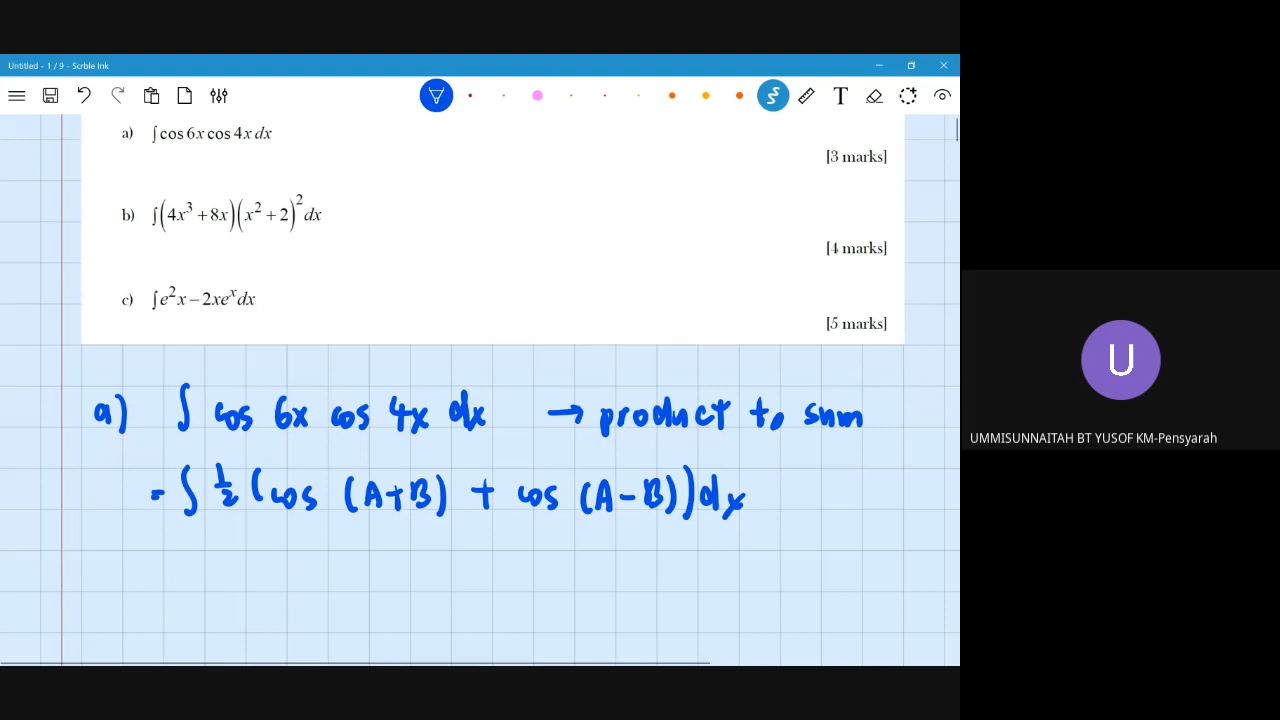 Untitled - 1 / 9 - Scrble Ink
T
a) ∫cos 6x cos 4x dx
[3 marks]
b) ∫(4x³ + 8x)(x² + 2)² dx
[4 marks]
c) ∫e²x − 2xeˣ dx
[5 marks]
a) ∫ cos 6x cos 4x dx → product to sum
= ∫ ½ (cos (A+B) + cos (A−B)) dx
U
UMMISUNNAITAH BT YUSOF KM-Pensyarah